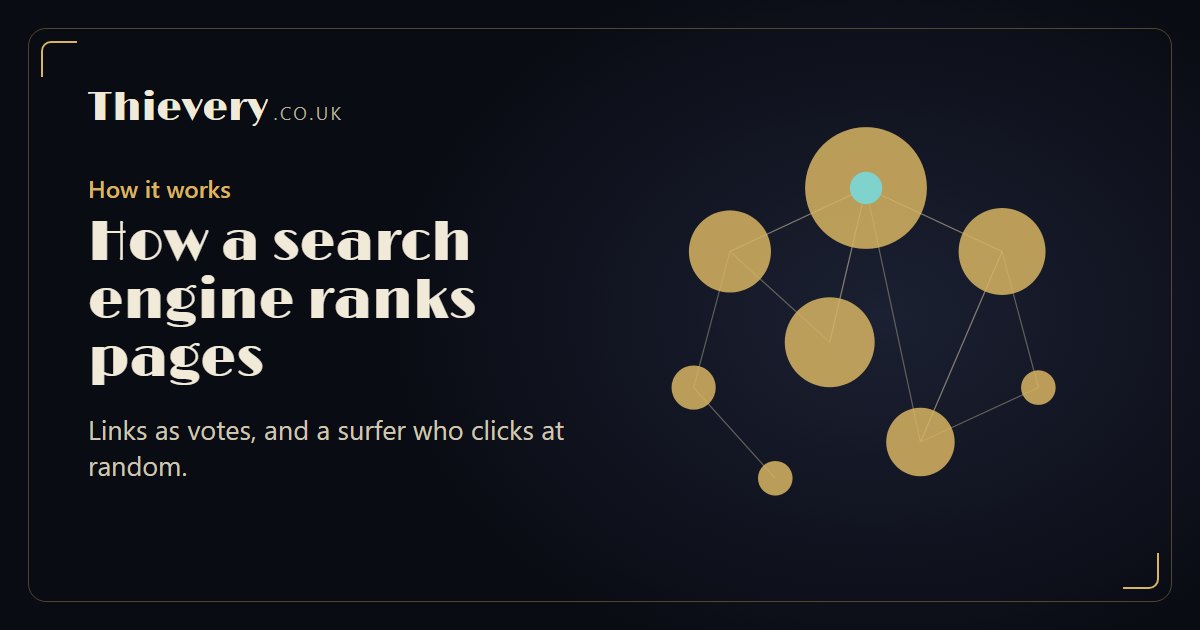 Thievery.CO.UK
How it works
How a search
engine ranks
pages
Links as votes, and a surfer who clicks at
random.